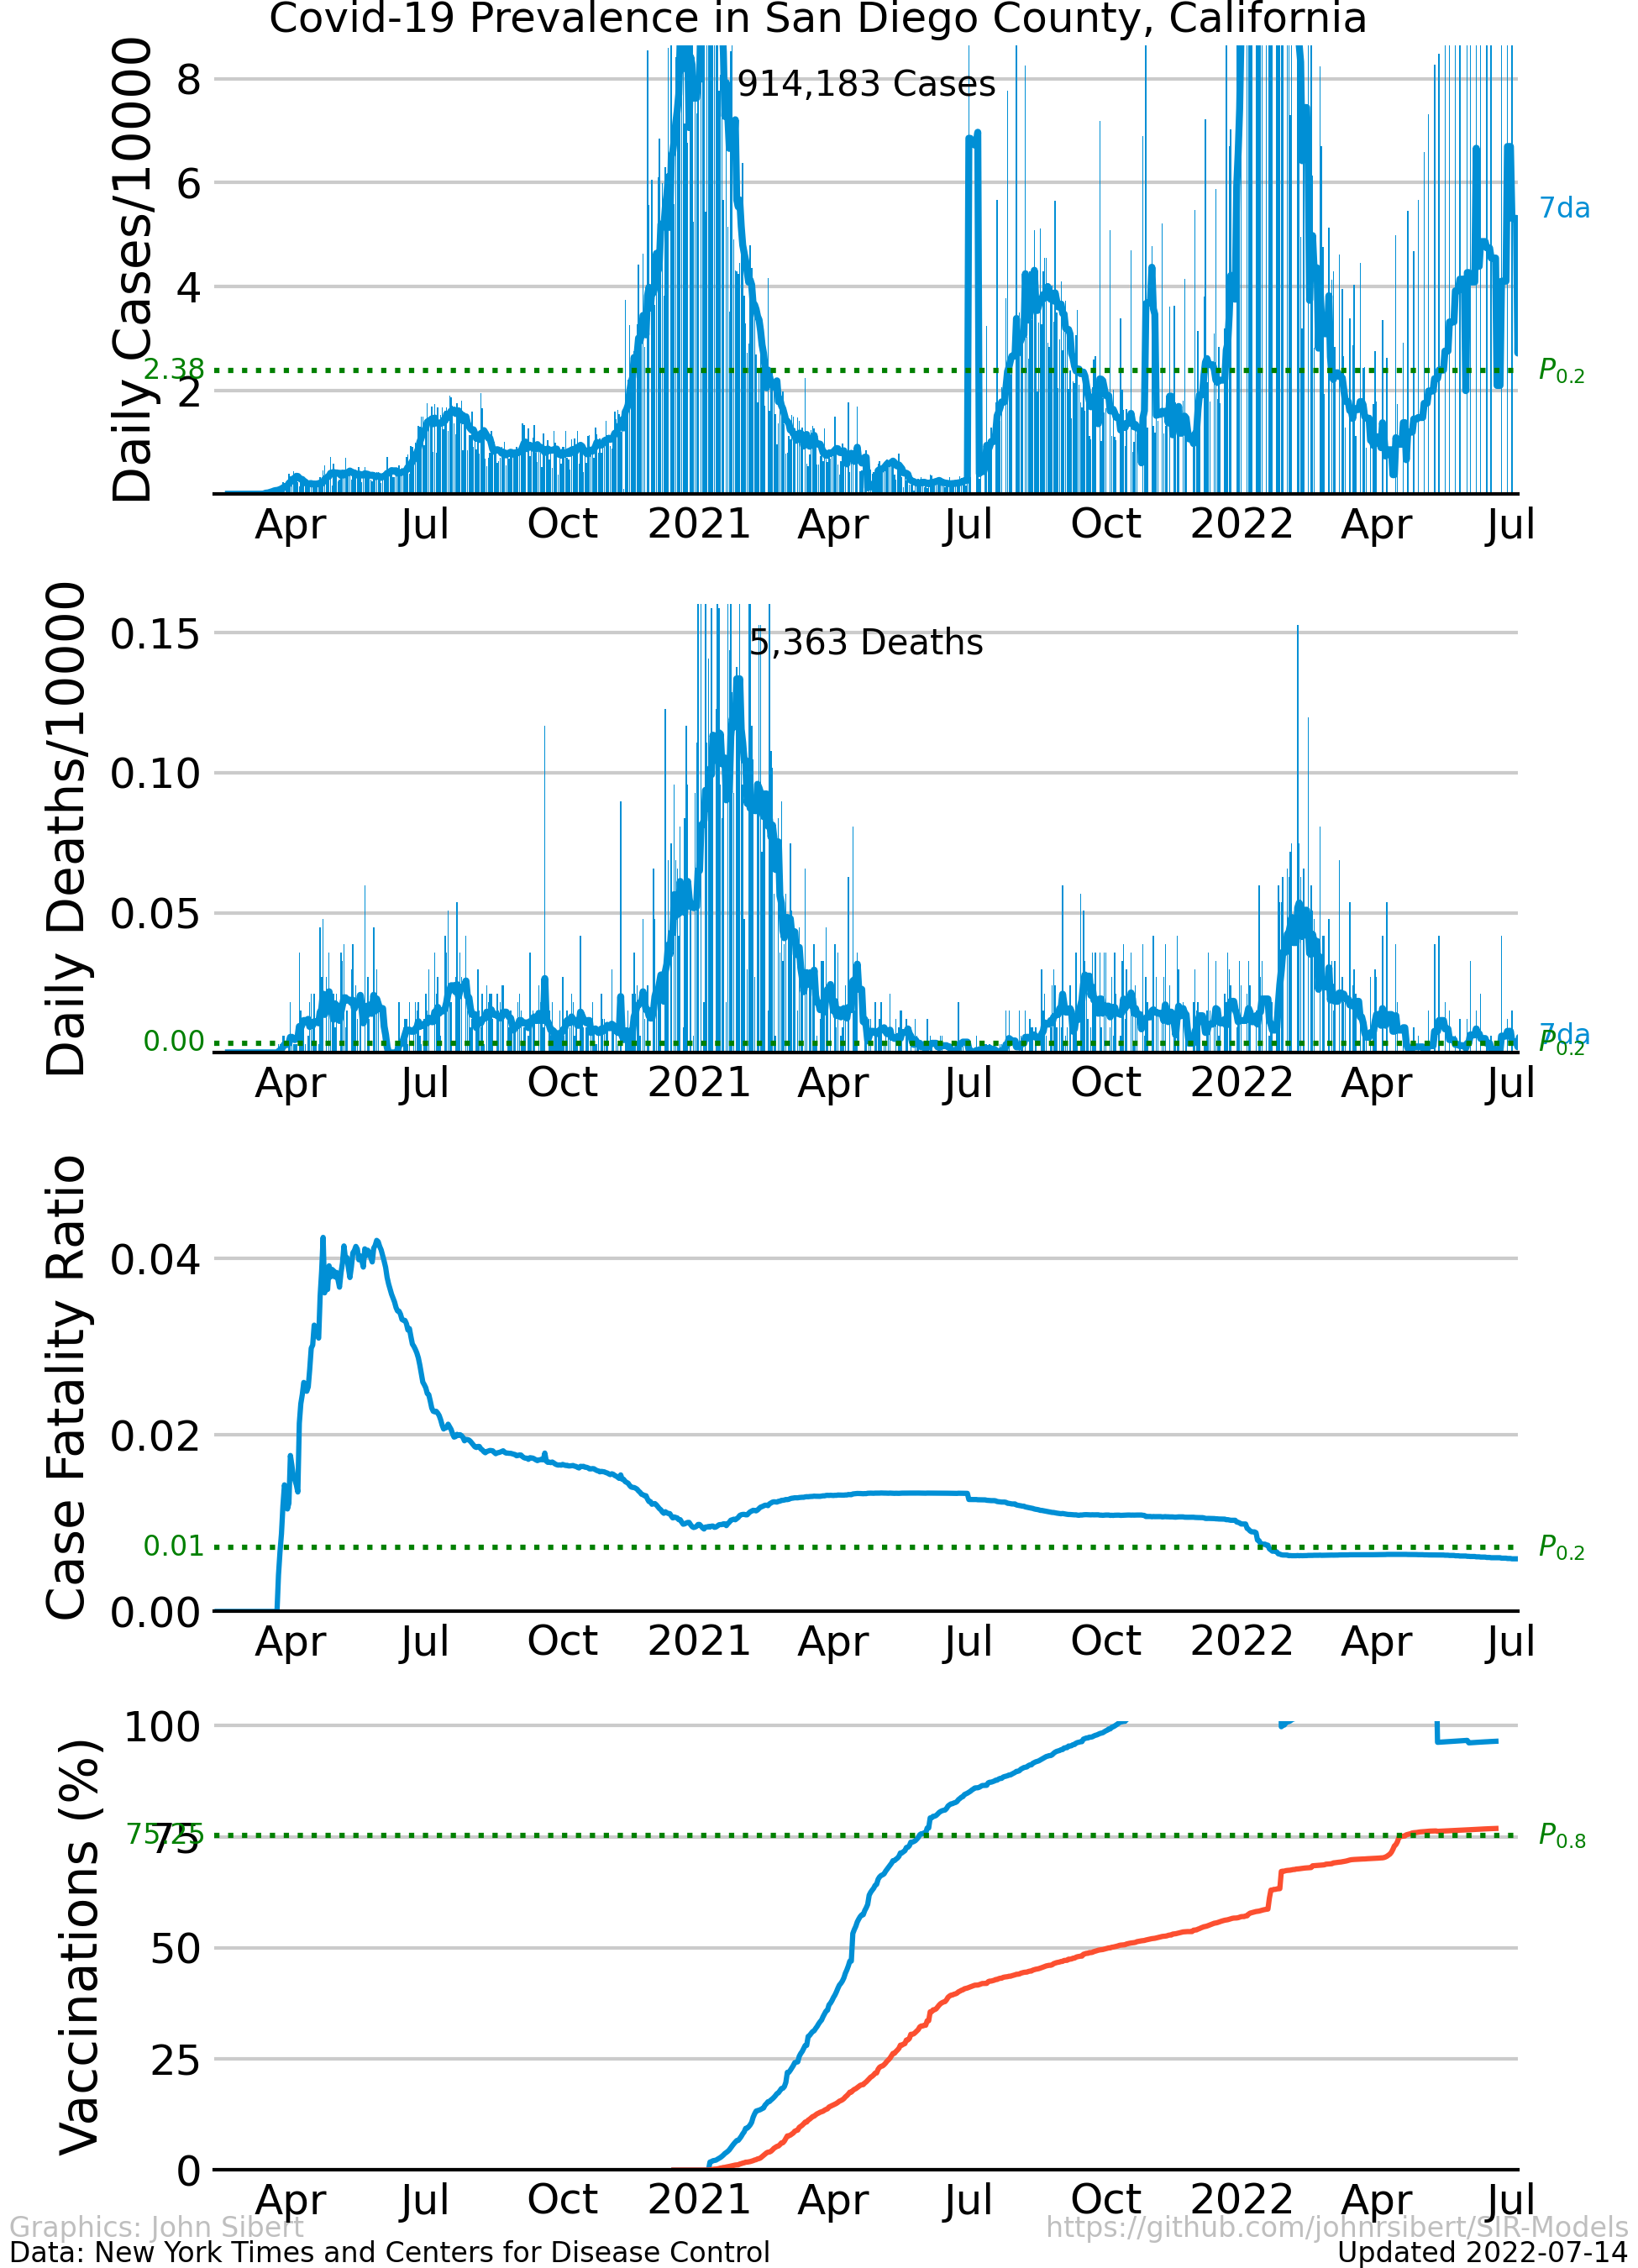 Covid-19 Prevalence in San Diego County, California
Daily Cases/10000
8
6
4
2
2.38
914,183 Cases
7da
P0.2
Apr Jul Oct 2021 Apr Jul Oct 2022 Apr Jul
Daily Deaths/10000
0.15
0.10
0.05
0.00
5,363 Deaths
7da
P0.2
Apr Jul Oct 2021 Apr Jul Oct 2022 Apr Jul
Case Fatality Ratio
0.04
0.02
0.01
0.00
P0.2
Apr Jul Oct 2021 Apr Jul Oct 2022 Apr Jul
Vaccinations (%)
100
75
75.25
50
25
0
P0.8
Apr Jul Oct 2021 Apr Jul Oct 2022 Apr Jul
Graphics: John Sibert
https://github.com/johnrsibert/SIR-Models
Data: New York Times and Centers for Disease Control
Updated 2022-07-14